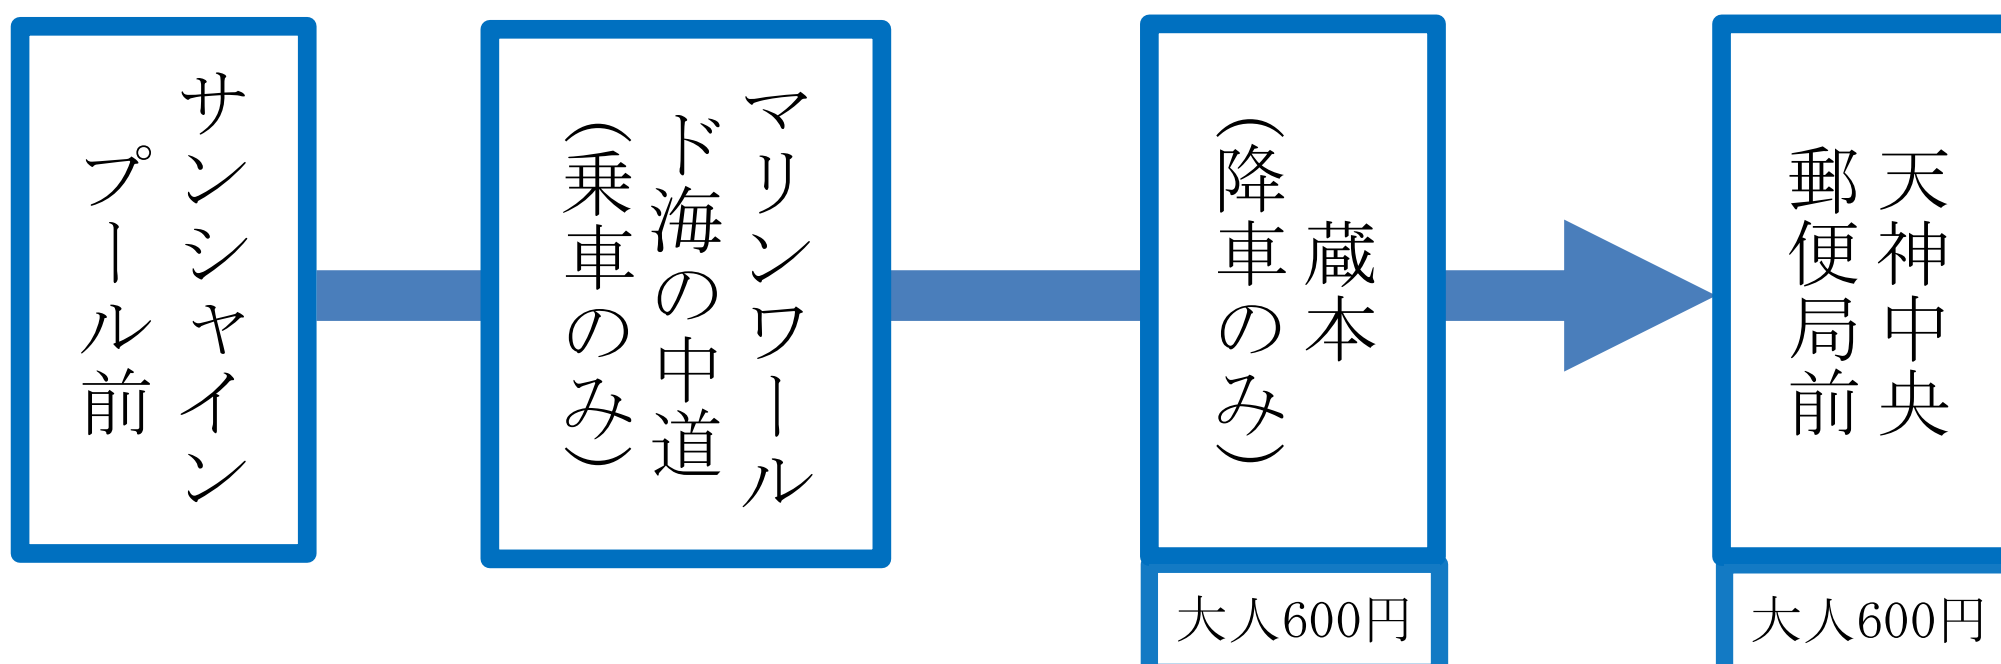 サンシャイン
プール前
マリンワール
ド海の中道
（乗車のみ）
蔵本
（降車のみ）
大人600円
天神中央
郵便局前
大人600円